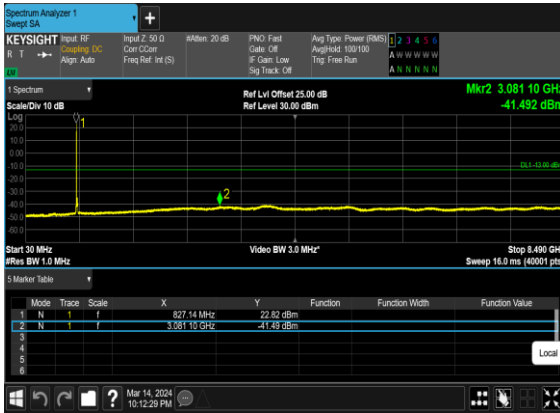 Spectrum Analyzer 1
Swept SA
+
KEYSIGHT Input: RF Input Z: 50 Ω #Atten: 20 dB PNO: Fast Avg Type: Power (RMS) 1 2 3 4 5 6
R T Coupling: DC Corr CCorr Gate: Off Avg|Hold: 100/100 A W W W W W
Align: Auto Freq Ref: Int (S) IF Gain: Low Trig: Free Run
LXI Sig Track: Off A N N N N N
1 Spectrum Ref Lvl Offset 25.00 dB Mkr2 3.081 10 GHz
Scale/Div 10 dB Ref Level 30.00 dBm -41.492 dBm
Log
20.0
10.0
0.00
-10.0
-20.0
-30.0
-40.0
-50.0
-60.0
1
2
DL1 -13.00 dBm
Start 30 MHz Video BW 3.0 MHz* Stop 8.490 GH
#Res BW 1.0 MHz Sweep 16.0 ms (40001 pts
5 Marker Table
Mode Trace Scale X Y Function Function Width Function Value
1 N 1 f 827.14 MHz 22.82 dBm
2 N 1 f 3.081 10 GHz -41.49 dBm
3
4
5
6
Local
? Mar 14, 2024
10:12:29 PM